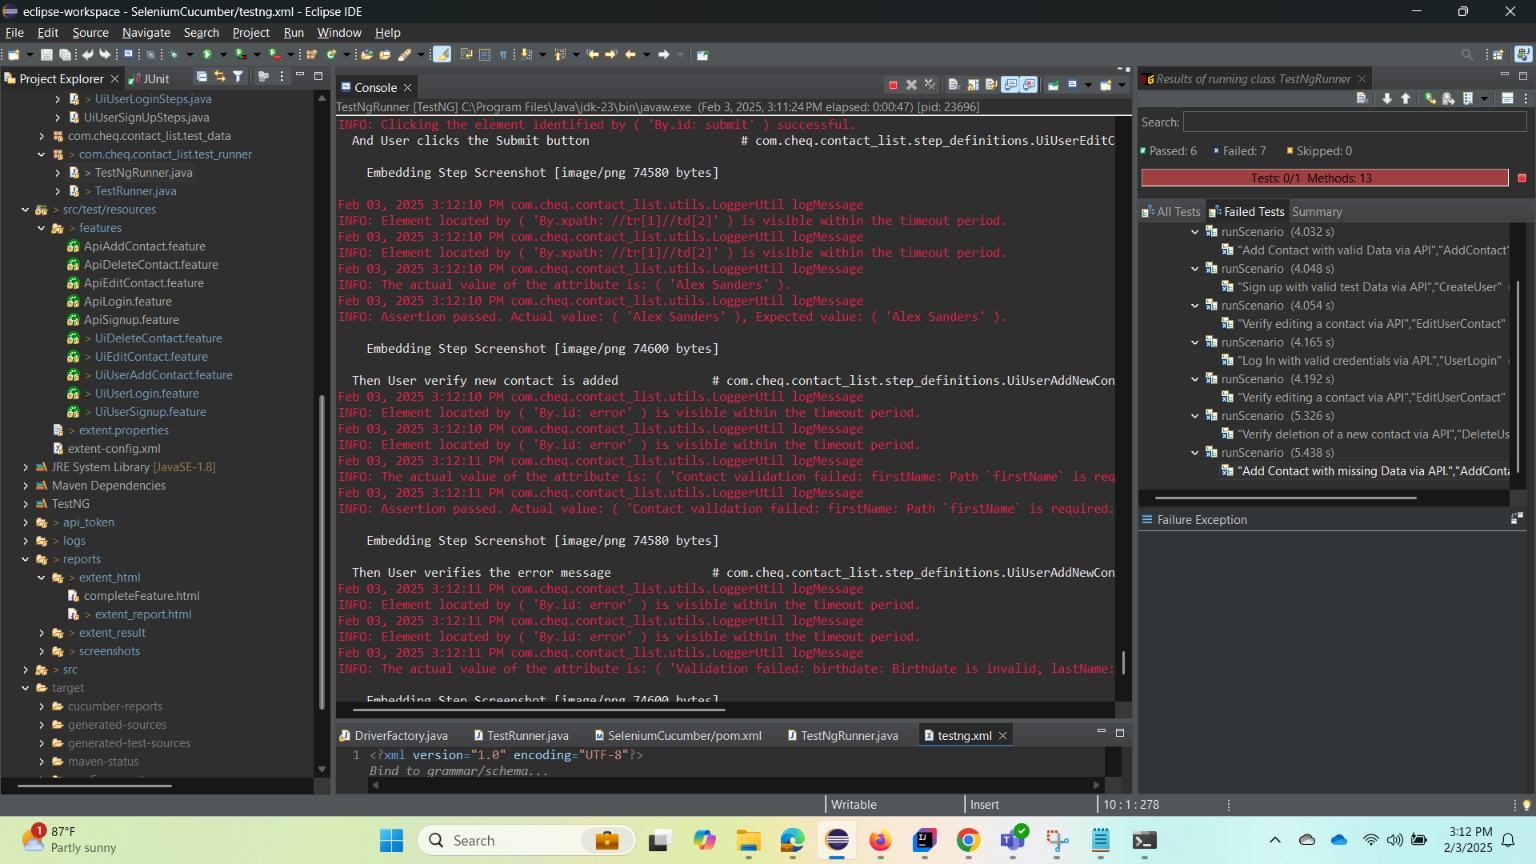 eclipse-workspace - SeleniumCucumber/testng.xml - Eclipse IDE
File Edit Source Navigate Search Project Run Window Help
Project Explorer
JUnit
> UiUserLoginSteps.java
UiUserSignUpSteps.java
com.cheq.contact_list.test_data
> com.cheq.contact_list.test_runner
> TestNgRunner.java
> TestRunner.java
> src/test/resources
> features
ApiAddContact.feature
ApiDeleteContact.feature
ApiEditContact.feature
ApiLogin.feature
ApiSignup.feature
> UiDeleteContact.feature
> UiEditContact.feature
> UiUserAddContact.feature
> UiUserLogin.feature
> UiUserSignup.feature
> extent.properties
extent-config.xml
JRE System Library [JavaSE-1.8]
Maven Dependencies
TestNG
> api_token
> logs
> reports
> extent_html
completeFeature.html
> extent_report.html
> extent_result
> screenshots
> src
target
cucumber-reports
generated-sources
generated-test-sources
maven-status
Console
TestNgRunner [TestNG] C:\Program Files\Java\jdk-23\bin\javaw.exe (Feb 3, 2025, 3:11:24 PM elapsed: 0:00:47) [pid: 23696]
INFO: Clicking the element identified by ( 'By.id: submit' ) successful.
And User clicks the Submit button # com.cheq.contact_list.step_definitions.UiUserEditC
Embedding Step Screenshot [image/png 74580 bytes]
Feb 03, 2025 3:12:10 PM com.cheq.contact_list.utils.LoggerUtil logMessage
INFO: Element located by ( 'By.xpath: //tr[1]//td[2]' ) is visible within the timeout period.
Feb 03, 2025 3:12:10 PM com.cheq.contact_list.utils.LoggerUtil logMessage
INFO: Element located by ( 'By.xpath: //tr[1]//td[2]' ) is visible within the timeout period.
Feb 03, 2025 3:12:10 PM com.cheq.contact_list.utils.LoggerUtil logMessage
INFO: The actual value of the attribute is: ( 'Alex Sanders' ).
Feb 03, 2025 3:12:10 PM com.cheq.contact_list.utils.LoggerUtil logMessage
INFO: Assertion passed. Actual value: ( 'Alex Sanders' ), Expected value: ( 'Alex Sanders' ).
Embedding Step Screenshot [image/png 74600 bytes]
Then User verify new contact is added # com.cheq.contact_list.step_definitions.UiUserAddNewCon
Feb 03, 2025 3:12:10 PM com.cheq.contact_list.utils.LoggerUtil logMessage
INFO: Element located by ( 'By.id: error' ) is visible within the timeout period.
Feb 03, 2025 3:12:10 PM com.cheq.contact_list.utils.LoggerUtil logMessage
INFO: Element located by ( 'By.id: error' ) is visible within the timeout period.
Feb 03, 2025 3:12:11 PM com.cheq.contact_list.utils.LoggerUtil logMessage
INFO: The actual value of the attribute is: ( 'Contact validation failed: firstName: Path `firstName` is req
Feb 03, 2025 3:12:11 PM com.cheq.contact_list.utils.LoggerUtil logMessage
INFO: Assertion passed. Actual value: ( 'Contact validation failed: firstName: Path `firstName` is required.
Embedding Step Screenshot [image/png 74580 bytes]
Then User verifies the error message # com.cheq.contact_list.step_definitions.UiUserAddNewCon
Feb 03, 2025 3:12:11 PM com.cheq.contact_list.utils.LoggerUtil logMessage
INFO: Element located by ( 'By.id: error' ) is visible within the timeout period.
Feb 03, 2025 3:12:11 PM com.cheq.contact_list.utils.LoggerUtil logMessage
INFO: Element located by ( 'By.id: error' ) is visible within the timeout period.
Feb 03, 2025 3:12:11 PM com.cheq.contact_list.utils.LoggerUtil logMessage
INFO: The actual value of the attribute is: ( 'Validation failed: birthdate: Birthdate is invalid, lastName:
Embedding Step Screenshot [image/png 74600 bytes]
DriverFactory.java
TestRunner.java
SeleniumCucumber/pom.xml
TestNgRunner.java
testng.xml
1 <?xml version="1.0" encoding="UTF-8"?>
Bind to grammar/schema...
Results of running class TestNgRunner
Search:
Passed: 6 Failed: 7 Skipped: 0
Tests: 0/1 Methods: 13
All Tests Failed Tests Summary
runScenario (4.032 s)
"Add Contact with valid Data via API","AddContact"
runScenario (4.048 s)
"Sign up with valid test Data via API","CreateUser"
runScenario (4.054 s)
"Verify editing a contact via API","EditUserContact"
runScenario (4.165 s)
"Log In with valid credentials via API.","UserLogin"
runScenario (4.192 s)
"Verify editing a contact via API","EditUserContact"
runScenario (5.326 s)
"Verify deletion of a new contact via API","DeleteUs
runScenario (5.438 s)
"Add Contact with missing Data via API.","AddConta
Failure Exception
Writable
Insert
10 : 1 : 278
1
87°F
Partly sunny
Search
3:12 PM
2/3/2025